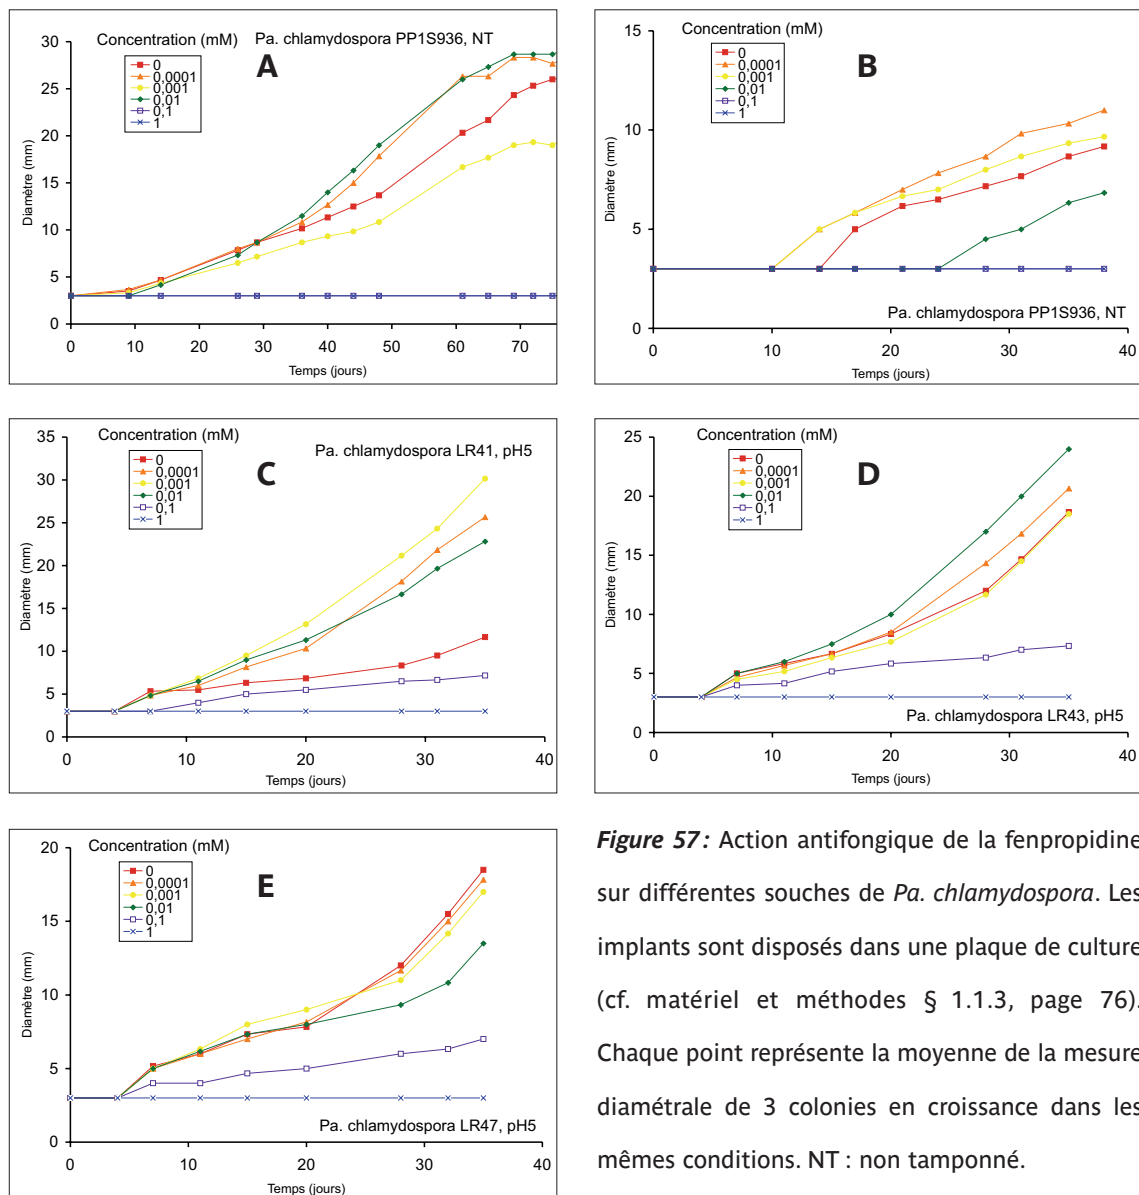 Concentration (mM)
Pa. chlamydospora PP1S936, NT
A
0
0,0001
0,001
0,01
0,1
1
30
25
20
15
10
5
0
Diamètre (mm)
0 10 20 30 40 50 60 70
Temps (jours)
Concentration (mM)
B
0
0,0001
0,001
0,01
0,1
1
15
10
5
0
Diamètre (mm)
Pa. chlamydospora PP1S936, NT
0 10 20 30 40
Temps (jours)
Concentration (mM)
Pa. chlamydospora LR41, pH5
C
0
0,0001
0,001
0,01
0,1
1
35
30
25
20
15
10
5
0
Diamètre (mm)
0 10 20 30 40
Temps (jours)
Concentration (mM)
D
0
0,0001
0,001
0,01
0,1
1
25
20
15
10
5
0
Diamètre (mm)
Pa. chlamydospora LR43, pH5
0 10 20 30 40
Temps (jours)
Concentration (mM)
E
0
0,0001
0,001
0,01
0,1
1
20
15
10
5
0
Diamètre (mm)
Pa. chlamydospora LR47, pH5
0 10 20 30 40
Temps (jours)
Figure 57 : Action antifongique de la fenpropidine
sur différentes souches de Pa. chlamydospora. Les
implants sont disposés dans une plaque de culture
(cf. matériel et méthodes § 1.1.3, page 76).
Chaque point représente la moyenne de la mesure
diamétrale de 3 colonies en croissance dans les
mêmes conditions. NT : non tamponné.